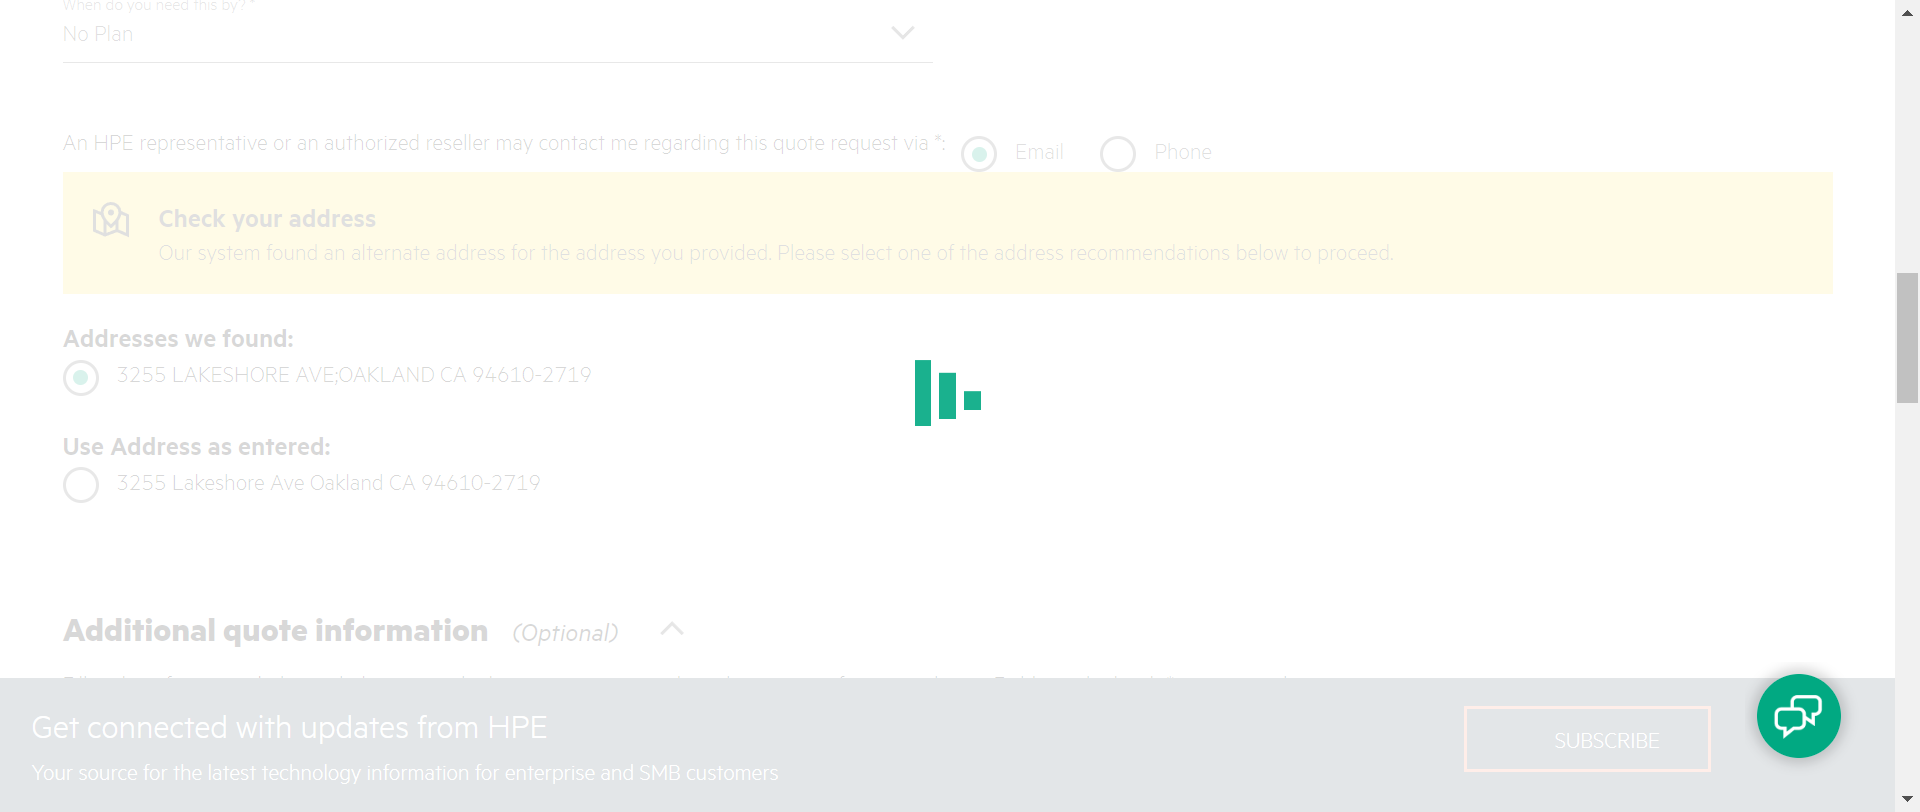 When do you need this by? *
No Plan
An HPE representative or an authorized reseller may contact me regarding this quote request via *:
Email
Phone
Check your address
Our system found an alternate address for the address you provided. Please select one of the address recommendations below to proceed.
Addresses we found:
3255 LAKESHORE AVE;OAKLAND CA 94610-2719
Use Address as entered:
3255 Lakeshore Ave Oakland CA 94610-2719
Additional quote information (Optional)
Get connected with updates from HPE
Your source for the latest technology information for enterprise and SMB customers
SUBSCRIBE